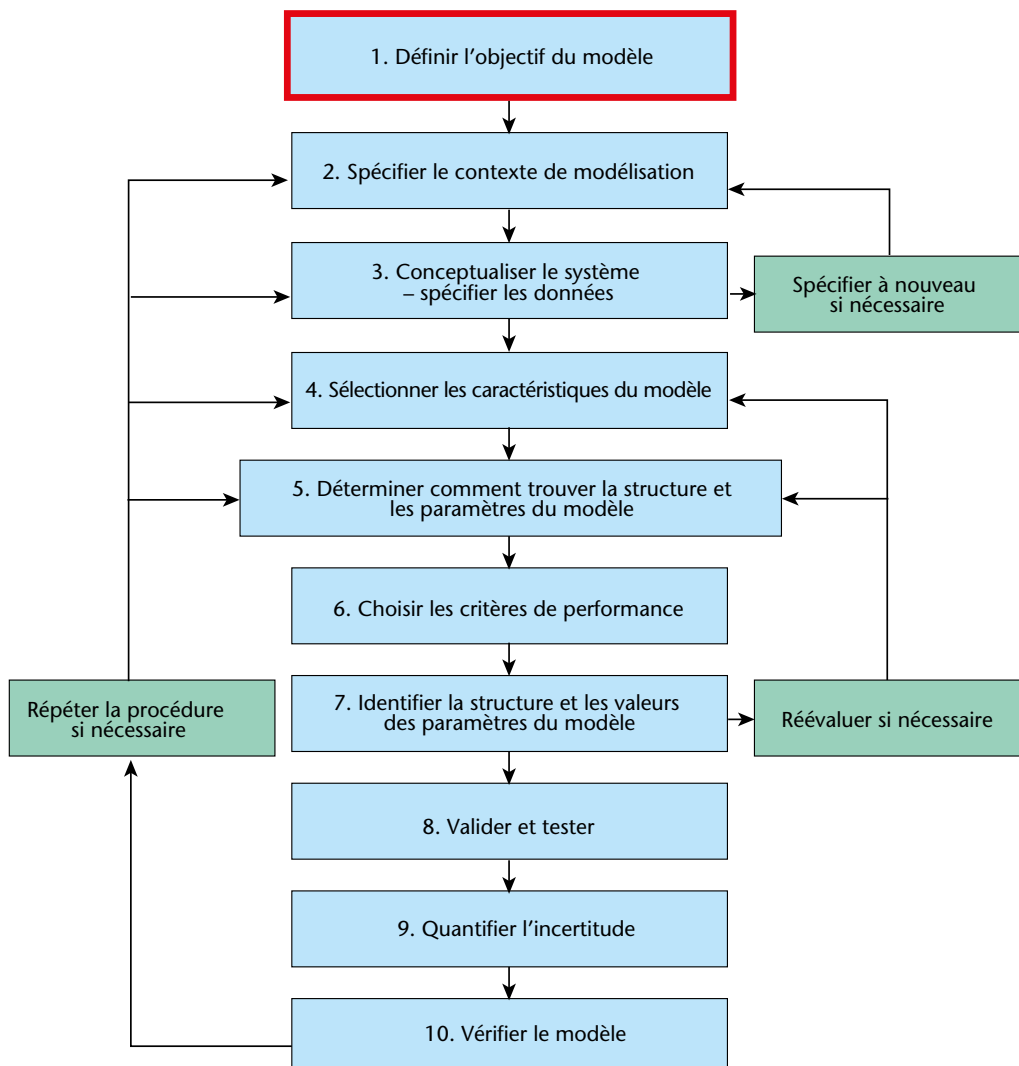 1. Définir l'objectif du modèle
2. Spécifier le contexte de modélisation
3. Conceptualiser le système
– spécifier les données
Spécifier à nouveau
si nécessaire
4. Sélectionner les caractéristiques du modèle
5. Déterminer comment trouver la structure et
les paramètres du modèle
6. Choisir les critères de performance
Répéter la procédure
si nécessaire
7. Identifier la structure et les valeurs
des paramètres du modèle
Réévaluer si nécessaire
8. Valider et tester
9. Quantifier l'incertitude
10. Vérifier le modèle